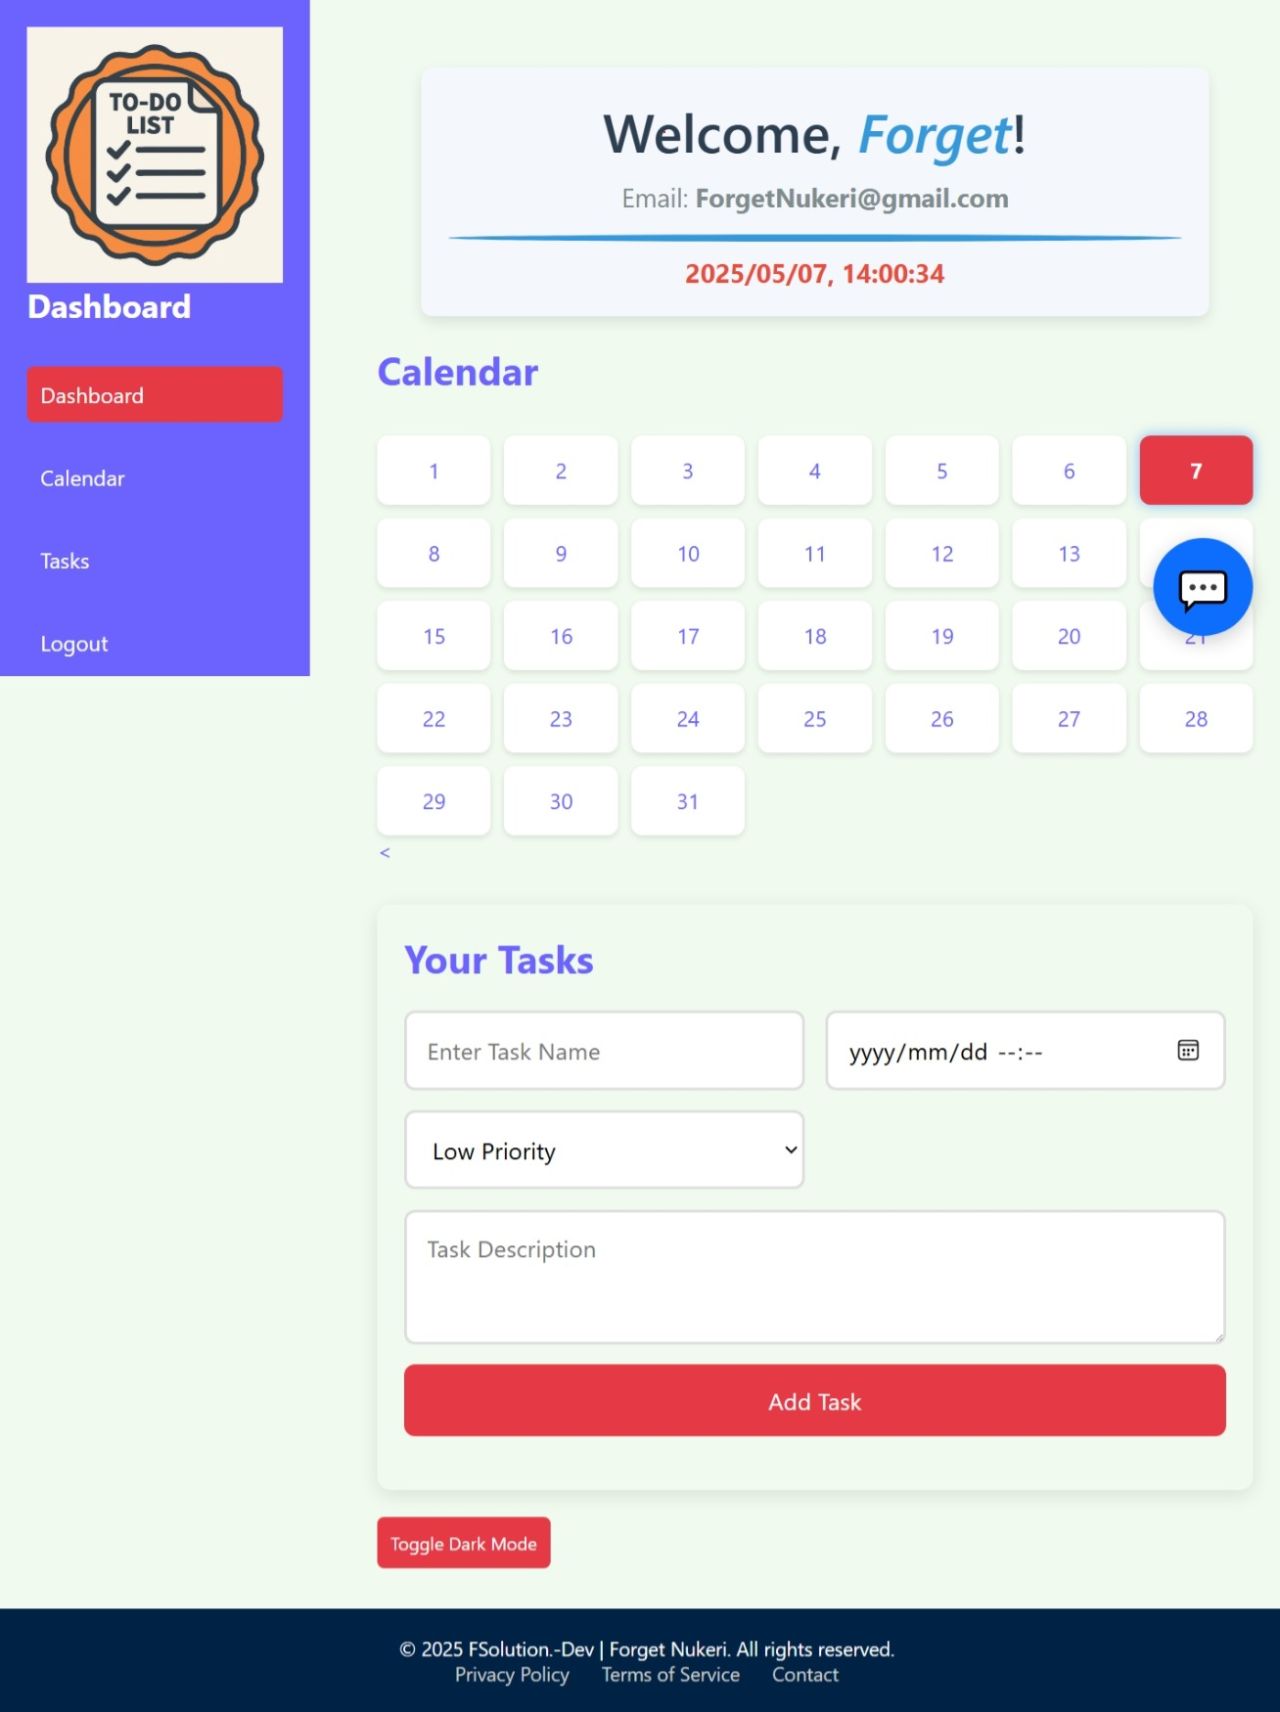 TO-DO
LIST
Dashboard
Dashboard
Calendar
Tasks
Logout
Welcome, Forget!
Email: ForgetNukeri@gmail.com
2025/05/07, 14:00:34
Calendar
1 2 3 4 5 6 7
8 9 10 11 12 13
15 16 17 18 19 20 21
22 23 24 25 26 27 28
29 30 31
<
Your Tasks
Enter Task Name
yyyy/mm/dd --:--
Low Priority
Task Description
Add Task
Toggle Dark Mode
© 2025 FSolution.-Dev | Forget Nukeri. All rights reserved.
Privacy Policy Terms of Service Contact